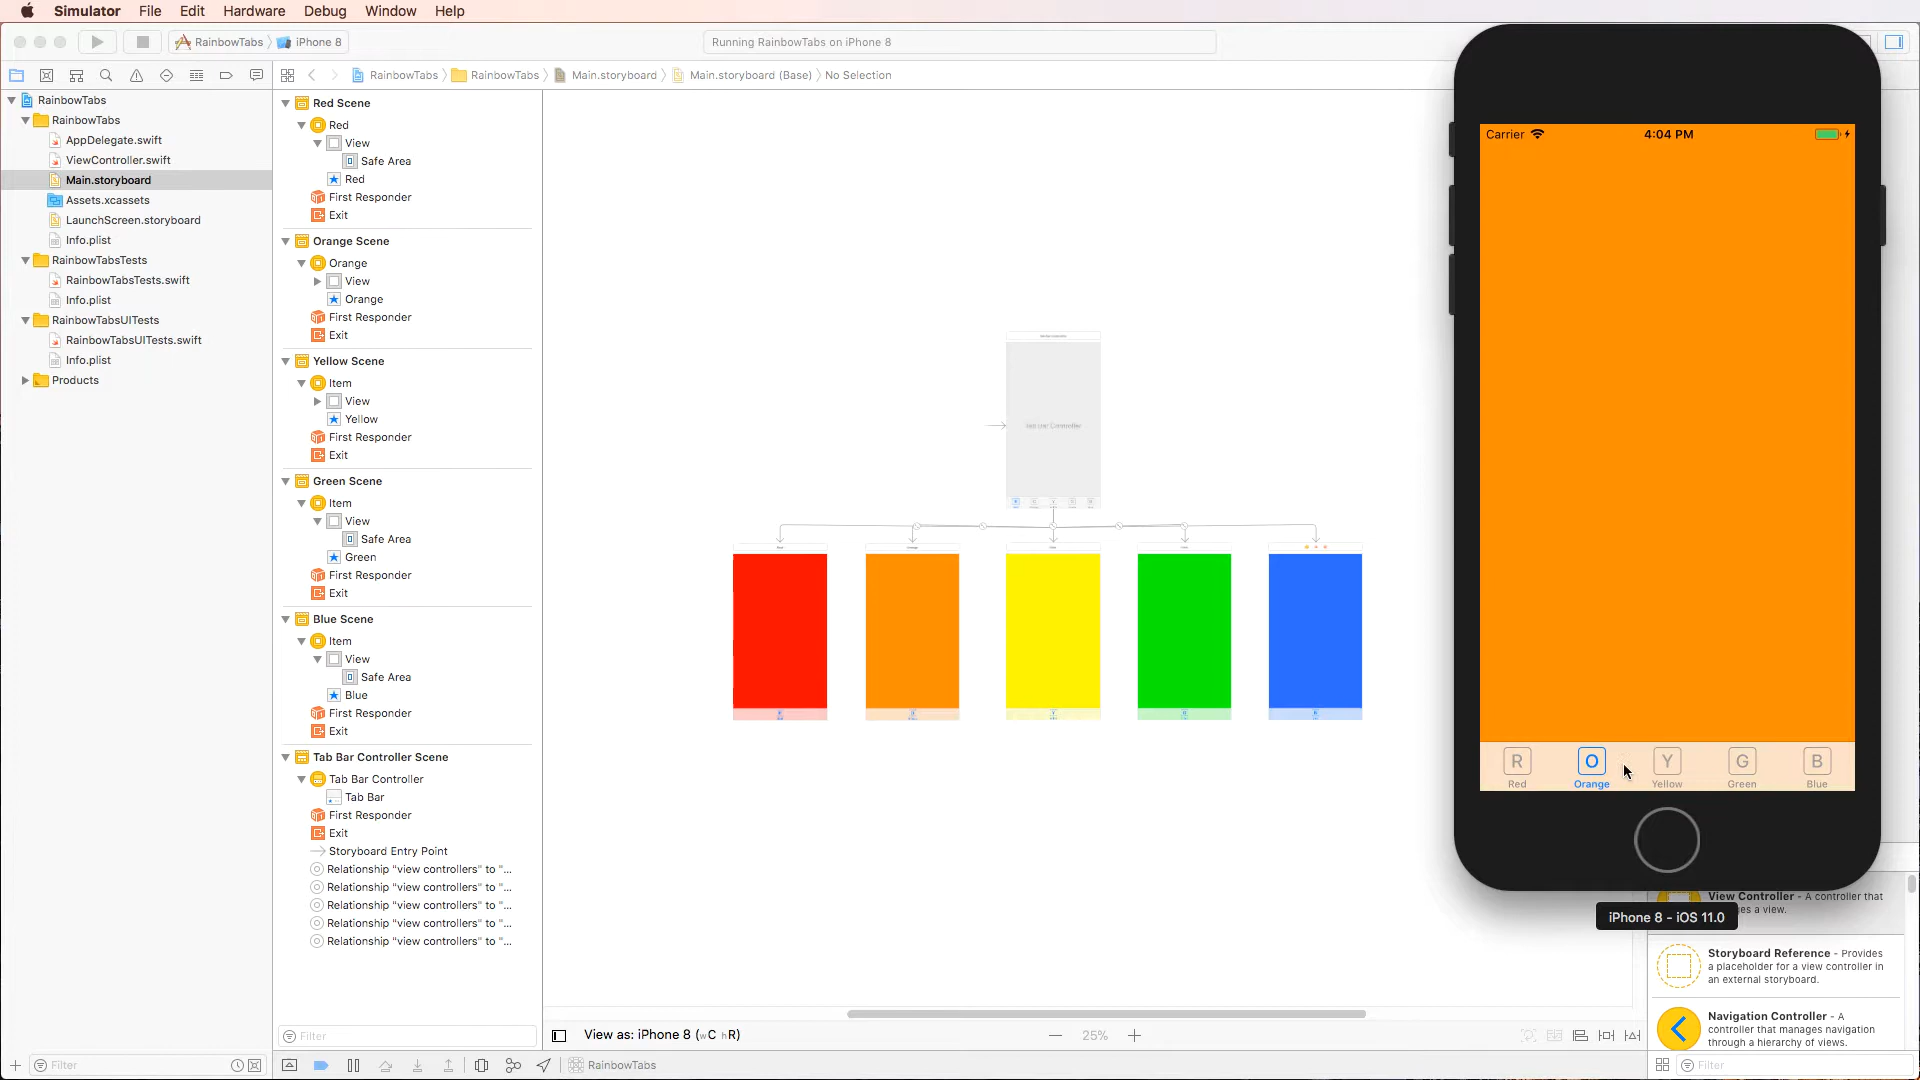 Simulator File Edit Hardware Debug Window Help
RainbowTabs iPhone 8
Running RainbowTabs on iPhone 8
RainbowTabs RainbowTabs Main.storyboard Main.storyboard (Base) No Selection
RainbowTabs
RainbowTabs
AppDelegate.swift
ViewController.swift
Main.storyboard
Assets.xcassets
LaunchScreen.storyboard
Info.plist
RainbowTabsTests
RainbowTabsTests.swift
Info.plist
RainbowTabsUITests
RainbowTabsUITests.swift
Info.plist
Products
Filter
Red Scene
Red
View
Safe Area
Red
First Responder
Exit
Orange Scene
Orange
View
Orange
First Responder
Exit
Yellow Scene
Item
View
Yellow
First Responder
Exit
Green Scene
Item
View
Safe Area
Green
First Responder
Exit
Blue Scene
Item
View
Safe Area
Blue
First Responder
Exit
Tab Bar Controller Scene
Tab Bar Controller
Tab Bar
First Responder
Exit
Storyboard Entry Point
Relationship "view controllers" to "...
Relationship "view controllers" to "...
Relationship "view controllers" to "...
Relationship "view controllers" to "...
Relationship "view controllers" to "...
Filter
Tab Bar Controller
View as: iPhone 8 (wC hR)
25%
RainbowTabs
Carrier 4:04 PM
R O Y G B
Red Orange Yellow Green Blue
iPhone 8 - iOS 11.0
View Controller - A controller that
a view.
Storyboard Reference - Provides
a placeholder for a view controller in
an external storyboard.
Navigation Controller - A
controller that manages navigation
through a hierarchy of views.
Filter